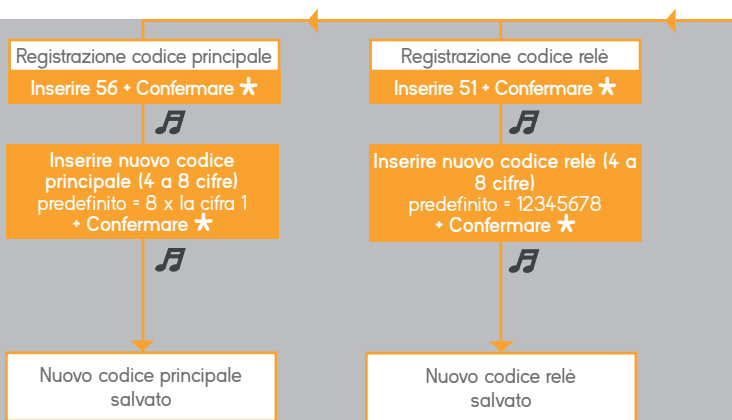 Registrazione codice principale
Inserire 56 + Confermare *
Inserire nuovo codice
principale (4 a 8 cifre)
predefinito = 8 x la cifra 1
+ Confermare *
Nuovo codice principale
salvato
Registrazione codice relè
Inserire 51 + Confermare *
Inserire nuovo codice relè (4 a
8 cifre)
predefinito = 12345678
+ Confermare *
Nuovo codice relè
salvato